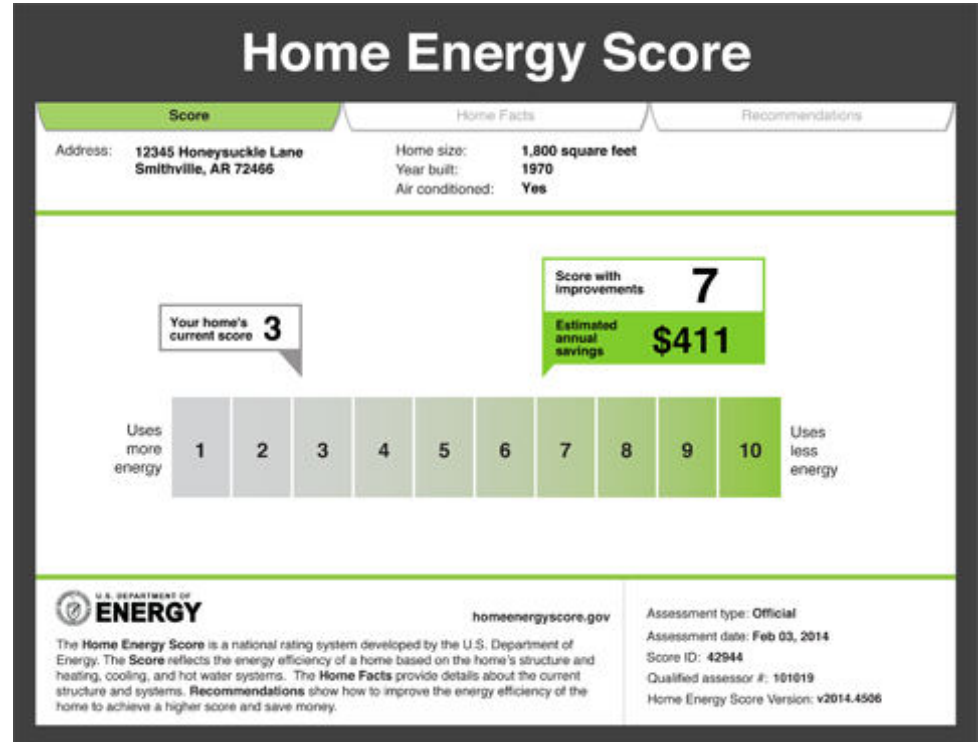 Home Energy Score
Score
Home Facts
Recommendations
Address: 12345 Honeysuckle Lane
Smithville, AR 72466
Home size: 1,800 square feet
Year built: 1970
Air conditioned: Yes
Your home's
current score 3
Score with
improvements 7
Estimated
annual
savings $411
Uses
more
energy
1 2 3 4 5 6 7 8 9 10
Uses
less
energy
U.S. DEPARTMENT OF
ENERGY
homeenergyscore.gov
The Home Energy Score is a national rating system developed by the U.S. Department of
Energy. The Score reflects the energy efficiency of a home based on the home's structure and
heating, cooling, and hot water systems. The Home Facts provide details about the current
structure and systems. Recommendations show how to improve the energy efficiency of the
home to achieve a higher score and save money.
Assessment type: Official
Assessment date: Feb 03, 2014
Score ID: 42944
Qualified assessor #: 101019
Home Energy Score Version: v2014.4506